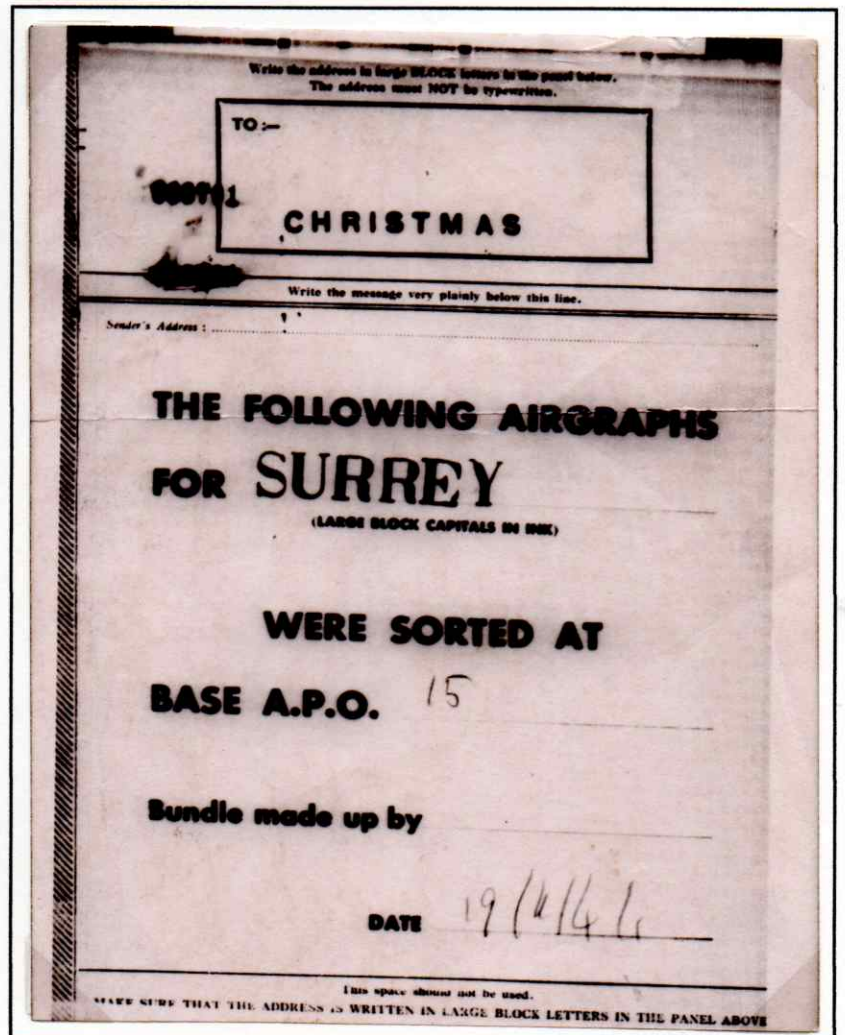 Write the address in large BLOCK letters in the panel below.
The address must NOT be typewritten.
TO :—
CHRISTMAS
Write the message very plainly below this line.
Sender's Address :
THE FOLLOWING AIRGRAPHS
FOR SURREY
(LARGE BLOCK CAPITALS IN INK)
WERE SORTED AT
BASE A.P.O. 15
Bundle made up by
DATE
This space should not be used.
MAKE SURE THAT THE ADDRESS IS WRITTEN IN LARGE BLOCK LETTERS IN THE PANEL ABOVE